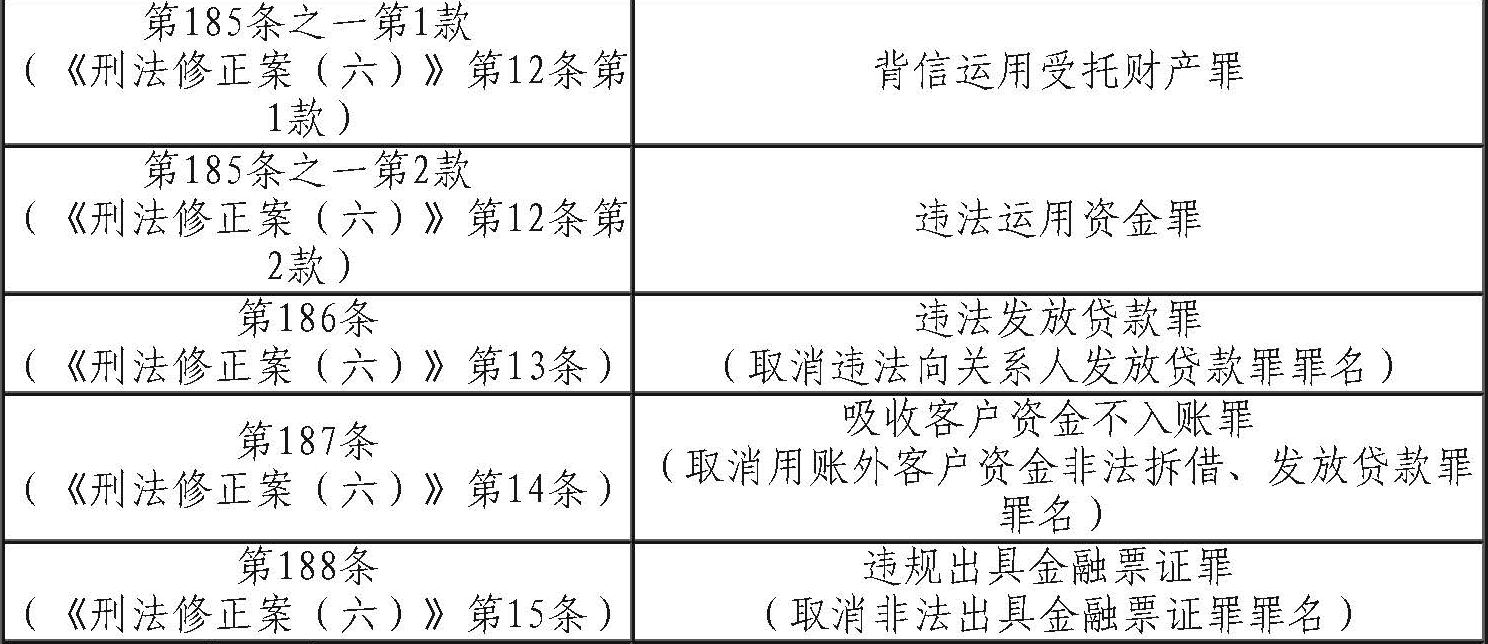 第185条之一第1款
（《刑法修正案（六）》第12条第
1款）
背信运用受托财产罪
第185条之一第2款
（《刑法修正案（六）》第12条第
2款）
违法运用资金罪
第186条
（《刑法修正案（六）》第13条）
违法发放贷款罪
（取消违法向关系人发放贷款罪罪名）
第187条
（《刑法修正案（六）》第14条）
吸收客户资金不入账罪
（取消用账外客户资金非法拆借、发放贷款罪
罪名）
第188条
（《刑法修正案（六）》第15条）
违规出具金融票证罪
（取消非法出具金融票证罪罪名）